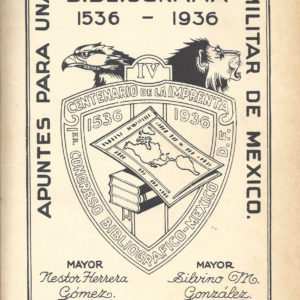 APUNTES PARA UNA
BIBLIOGRAFIA
MILITAR DE MEXICO.
1536 - 1936
IV
CENTENARIO DE LA IMPRENTA
1536 1936
1ER. CONGRESO BIBLIOGRAFICO - MEXICO D.F.
MAYOR
Nestor Herrera
Gómez.
MAYOR
Silvino M.
González.